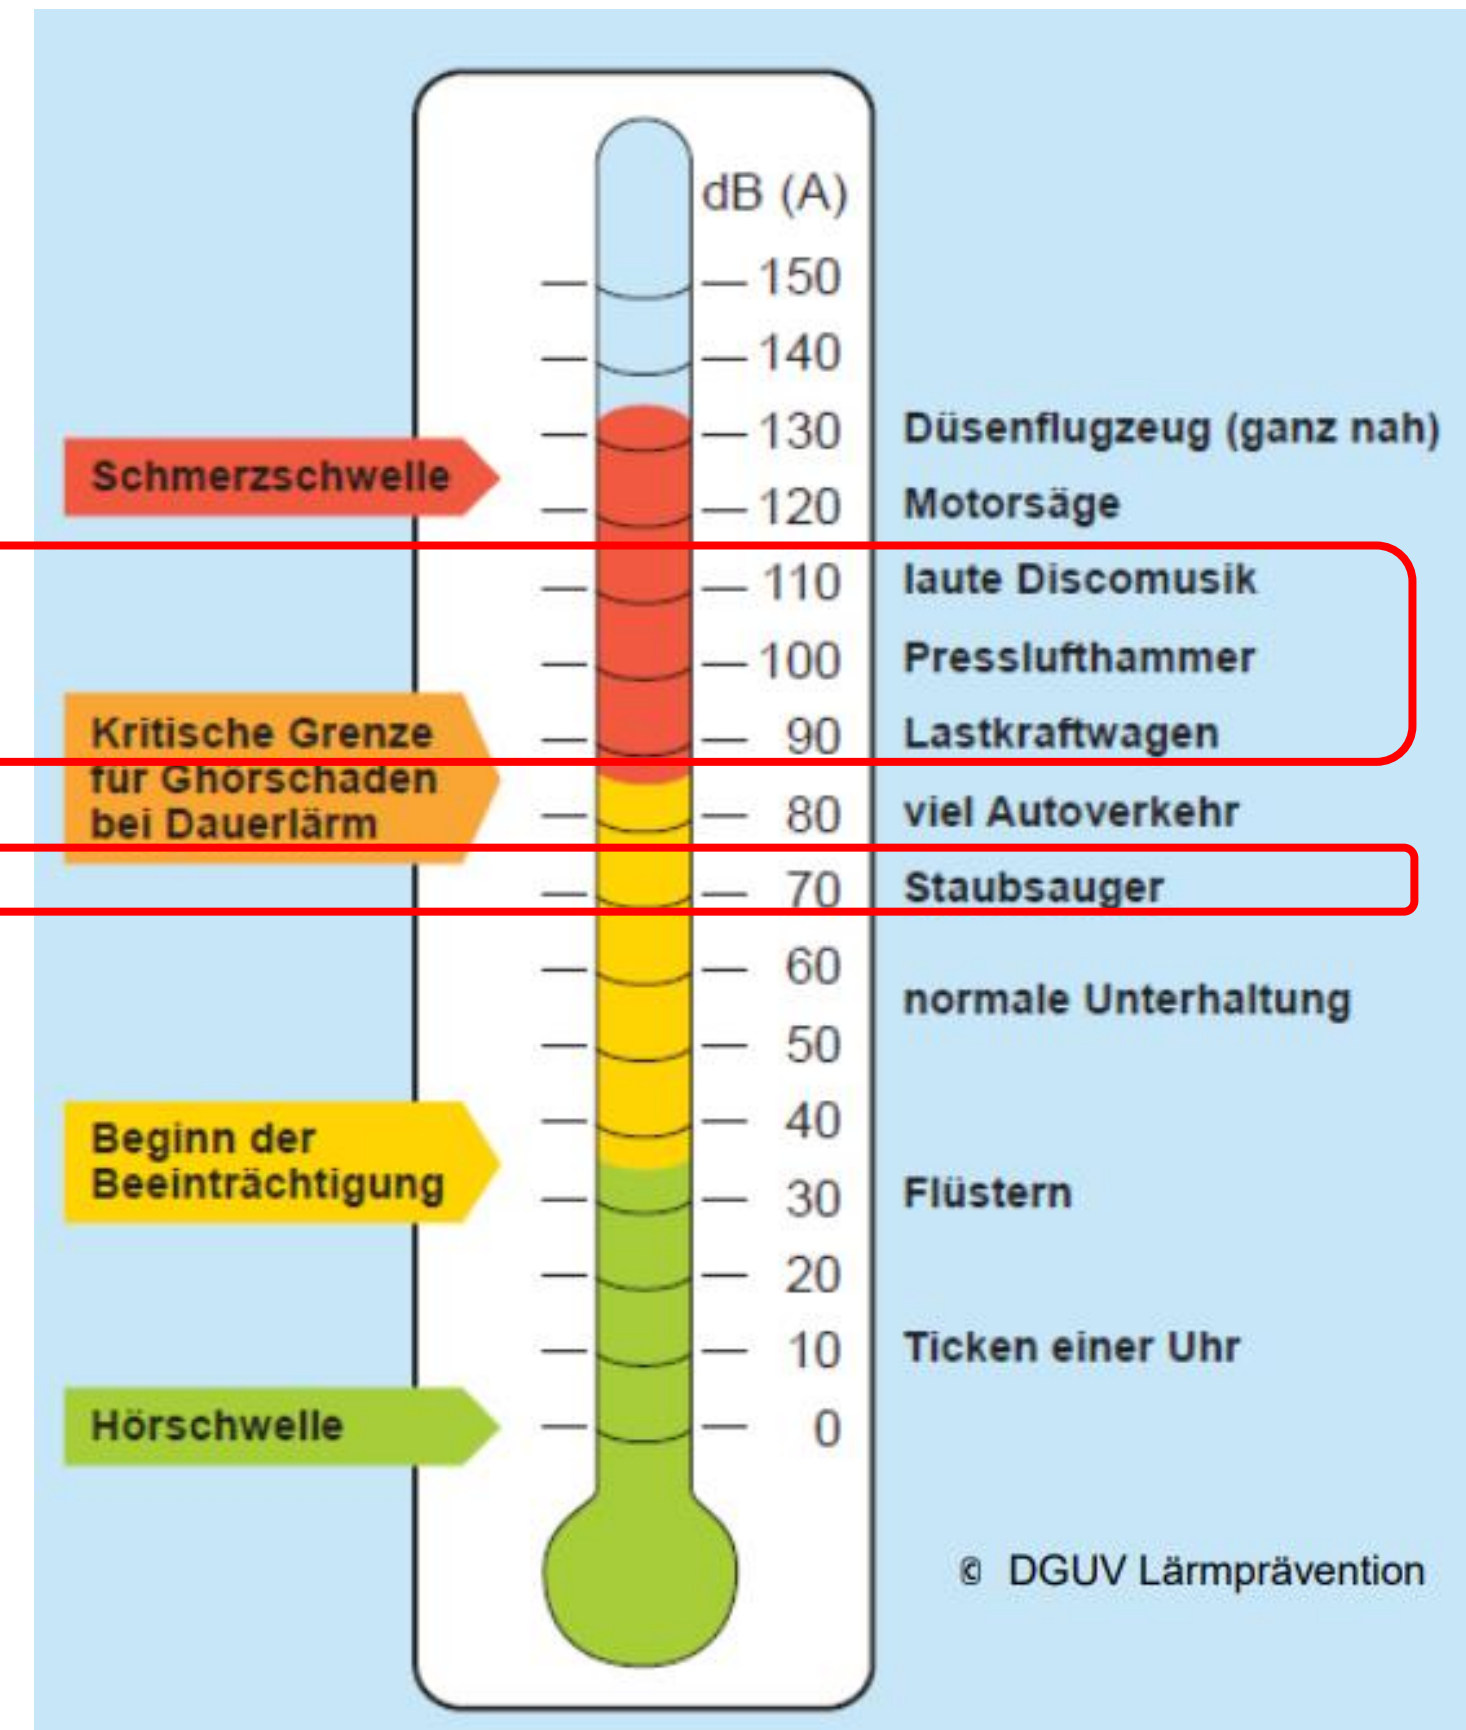 dB (A)
150
140
130 Düsenflugzeug (ganz nah)
Schmerzschwelle
120 Motorsäge
110 laute Discomusik
100 Presslufthammer
90 Lastkraftwagen
Kritische Grenze
für Ghörschäden
bei Dauerlärm
80 viel Autoverkehr
70 Staubsauger
60
normale Unterhaltung
50
40
Beginn der
Beeinträchtigung
30 Flüstern
20
10 Ticken einer Uhr
Hörschwelle
0
© DGUV Lärmprävention